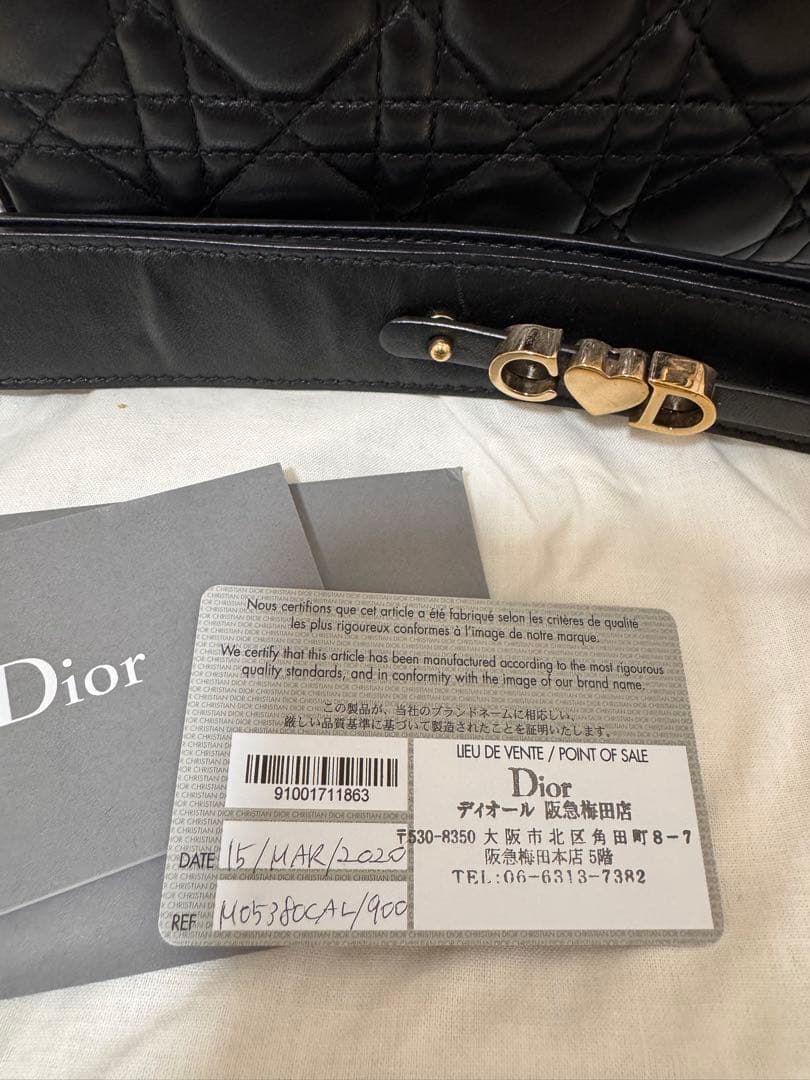 C D
Dior
Nous certifions que cet article a été fabriqué selon les critères de qualité
les plus rigoureux conformes à l'image de notre marque.
We certify that this article has been manufactured according to the most rigourous
quality standards, and in conformity with the image of our brand name.
この製品が、当社のブランドネームに相応しい、
厳しい品質基準に基づいて製造されたことを証明いたします。
91001711863
DATE 15/MAR/2020
REF M0538OCAL/900
LIEU DE VENTE / POINT OF SALE
Dior
ディオール 阪急梅田店
〒530-8350 大阪市北区角田町8-7
阪急梅田本店 5階
TEL:06-6313-7382